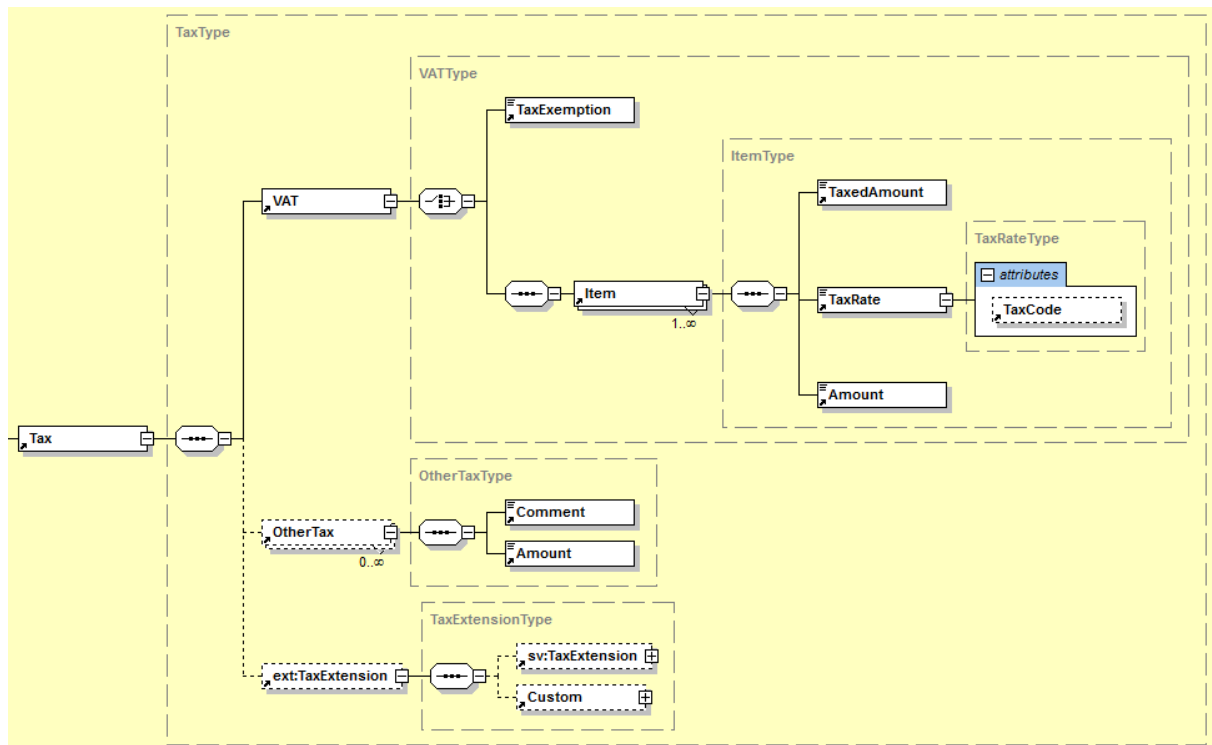 TaxType
VATType
TaxExemption
ItemType
TaxedAmount
VAT
TaxRateType
attributes
Item
TaxRate
TaxCode
1..∞
Amount
Tax
OtherTaxType
Comment
OtherTax
Amount
0..∞
TaxExtensionType
sv:TaxExtension
ext:TaxExtension
Custom